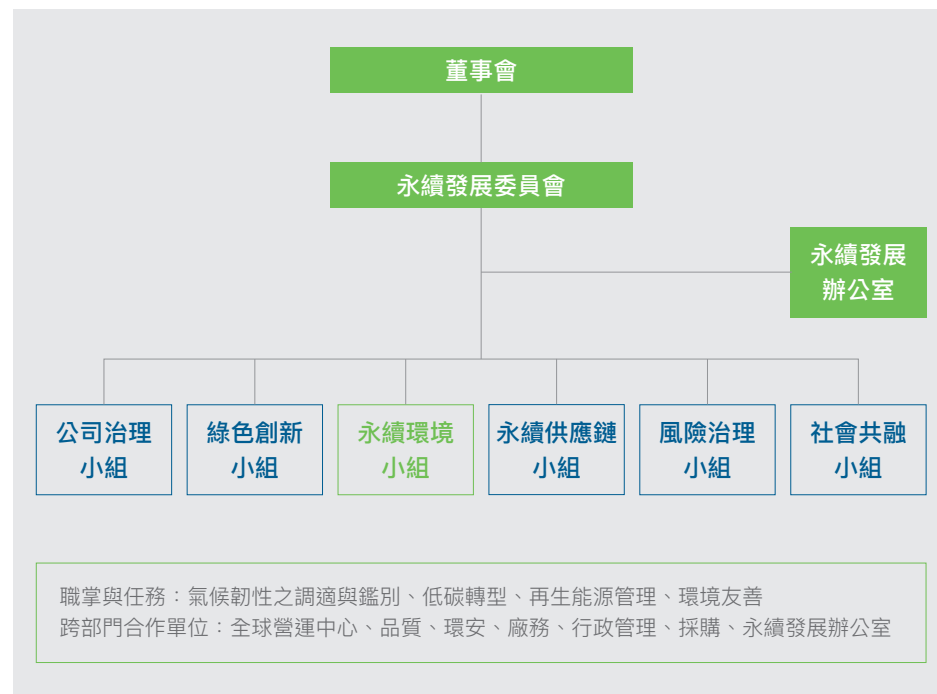 董事會
永續發展委員會
永續發展
辦公室
公司治理
小組
綠色創新
小組
永續環境
小組
永續供應鏈
小組
風險治理
小組
社會共融
小組
職掌與任務：氣候韌性之調適與鑑別、低碳轉型、再生能源管理、環境友善
跨部門合作單位：全球營運中心、品質、環安、廠務、行政管理、採購、永續發展辦公室